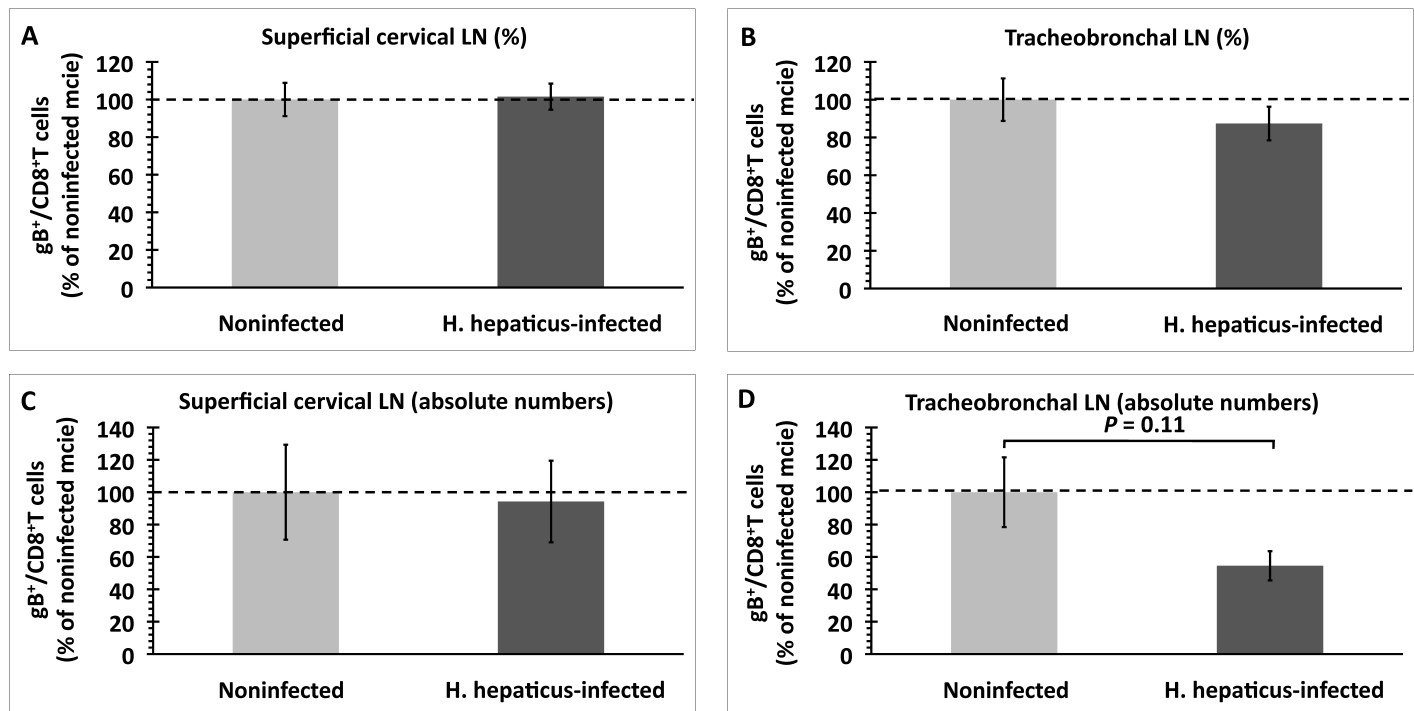 A
Superficial cervical LN (%)
gB⁺/CD8⁺T cells
(% of noninfected mcie)
120
100
80
60
40
20
0
Noninfected
H. hepaticus-infected
B
Tracheobronchal LN (%)
gB⁺/CD8⁺T cells
(% of noninfected mcie)
120
100
80
60
40
20
0
Noninfected
H. hepaticus-infected
C
Superficial cervical LN (absolute numbers)
gB⁺/CD8⁺T cells
(% of noninfected mcie)
140
120
100
80
60
40
20
0
Noninfected
H. hepaticus-infected
D
Tracheobronchal LN (absolute numbers)
P = 0.11
gB⁺/CD8⁺T cells
(% of noninfected mcie)
140
120
100
80
60
40
20
0
Noninfected
H. hepaticus-infected